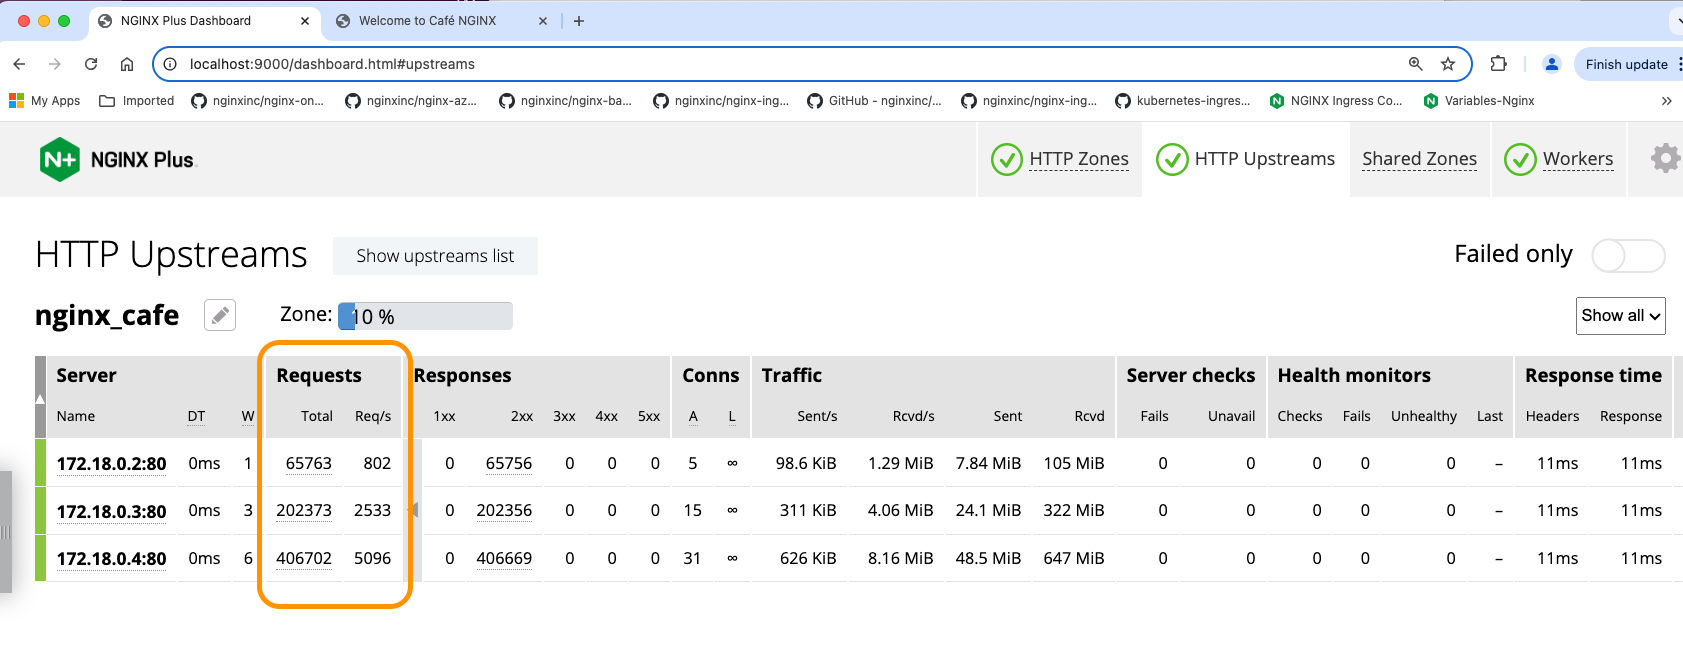 NGINX Plus Dashboard
Welcome to Café NGINX
localhost:9000/dashboard.html#upstreams
Finish update
My Apps
Imported
nginxinc/nginx-on...
nginxinc/nginx-az...
nginxinc/nginx-ba...
nginxinc/nginx-ing...
GitHub - nginxinc/...
nginxinc/nginx-ing...
kubernetes-ingres...
NGINX Ingress Co...
Variables-Nginx
N+ NGINX Plus
HTTP Zones
HTTP Upstreams
Shared Zones
Workers
HTTP Upstreams
Show upstreams list
Failed only
nginx_cafe
Zone: 10 %
Show all
Server Requests Responses Conns Traffic Server checks Health monitors Response time
Name DT W Total Req/s 1xx 2xx 3xx 4xx 5xx A L Sent/s Rcvd/s Sent Rcvd Fails Unavail Checks Fails Unhealthy Last Headers Response
172.18.0.2:80 0ms 1 65763 802 0 65756 0 0 0 5 ∞ 98.6 KiB 1.29 MiB 7.84 MiB 105 MiB 0 0 0 0 0 – 11ms 11ms
172.18.0.3:80 0ms 3 202373 2533 0 202356 0 0 0 15 ∞ 311 KiB 4.06 MiB 24.1 MiB 322 MiB 0 0 0 0 0 – 11ms 11ms
172.18.0.4:80 0ms 6 406702 5096 0 406669 0 0 0 31 ∞ 626 KiB 8.16 MiB 48.5 MiB 647 MiB 0 0 0 0 0 – 11ms 11ms